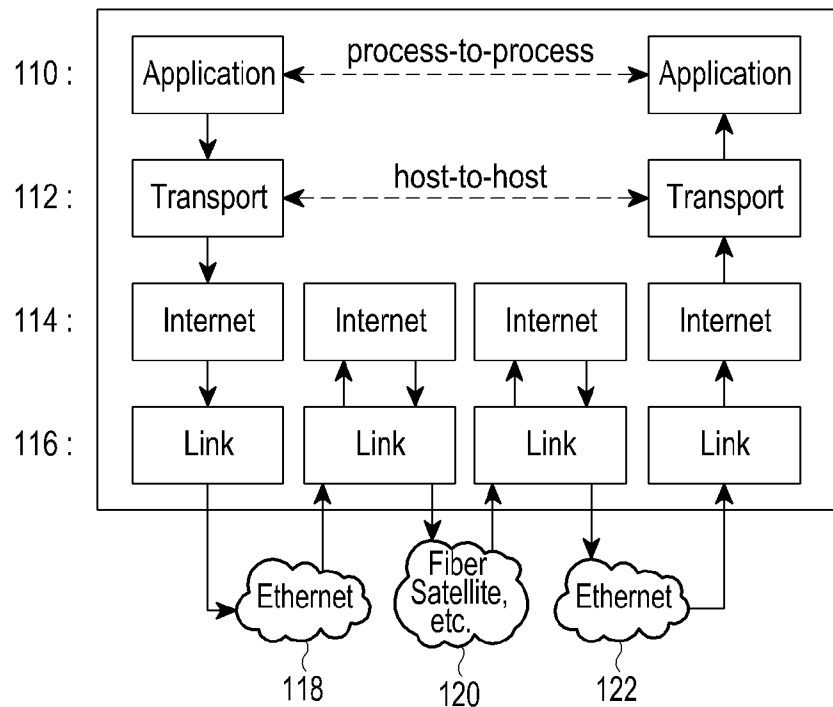 110 : Application process-to-process Application
112 : Transport host-to-host Transport
114 : Internet Internet Internet Internet
116 : Link Link Link Link
Ethernet
Fiber
Satellite,
etc.
Ethernet
118 120 122